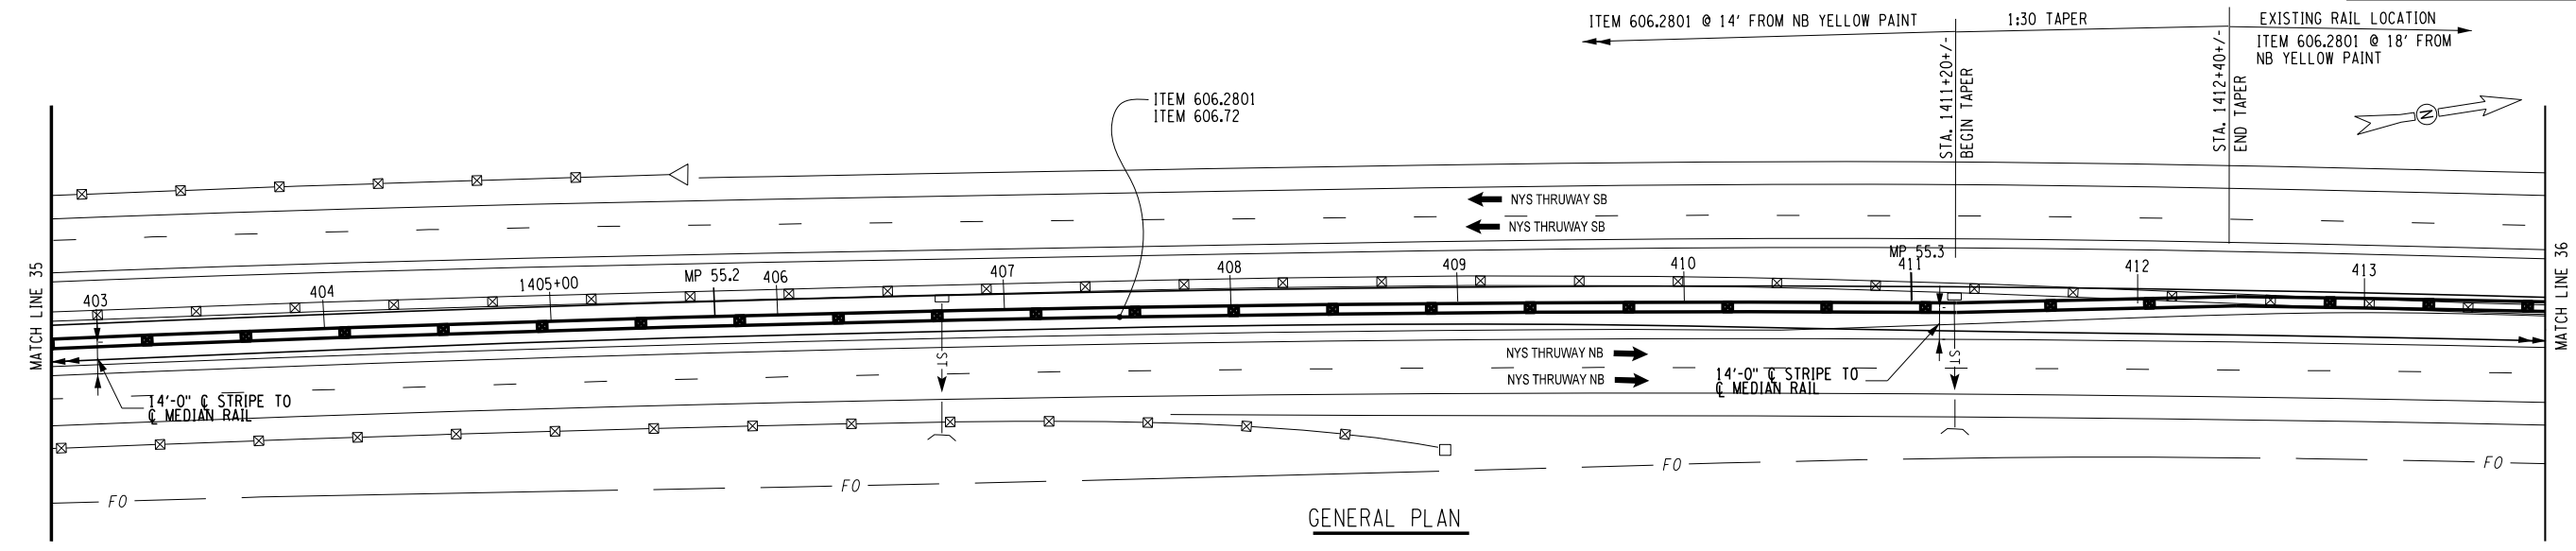 ITEM 606.2801 @ 14' FROM NB YELLOW PAINT
1:30 TAPER
EXISTING RAIL LOCATION
ITEM 606.2801 @ 18' FROM
NB YELLOW PAINT
STA. 1411+20+/-
BEGIN TAPER
STA. 1412+40+/-
END TAPER
N
ITEM 606.2801
ITEM 606.72
NYS THRUWAY SB
NYS THRUWAY SB
MATCH LINE 35
MATCH LINE 36
403
404
1405+00
MP 55.2
406
407
408
409
410
MP 55.3
411
412
413
ST
ST
NYS THRUWAY NB
NYS THRUWAY NB
14'-0" ℄ STRIPE TO
℄ MEDIAN RAIL
14'-0" ℄ STRIPE TO
℄ MEDIAN RAIL
FO
FO
FO
FO
GENERAL PLAN